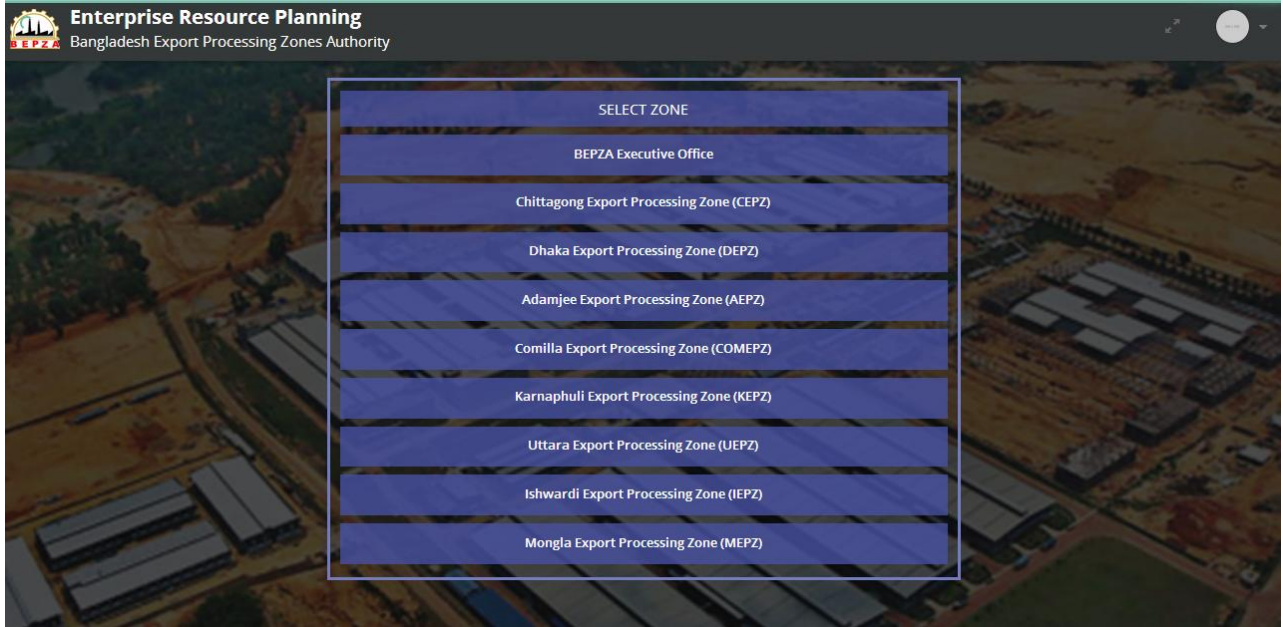 Enterprise Resource Planning
BEPZA
Bangladesh Export Processing Zones Authority
SELECT ZONE
BEPZA Executive Office
Chittagong Export Processing Zone (CEPZ)
Dhaka Export Processing Zone (DEPZ)
Adamjee Export Processing Zone (AEPZ)
Comilla Export Processing Zone (COMEPZ)
Karnaphuli Export Processing Zone (KEPZ)
Uttara Export Processing Zone (UEPZ)
Ishwardi Export Processing Zone (IEPZ)
Mongla Export Processing Zone (MEPZ)